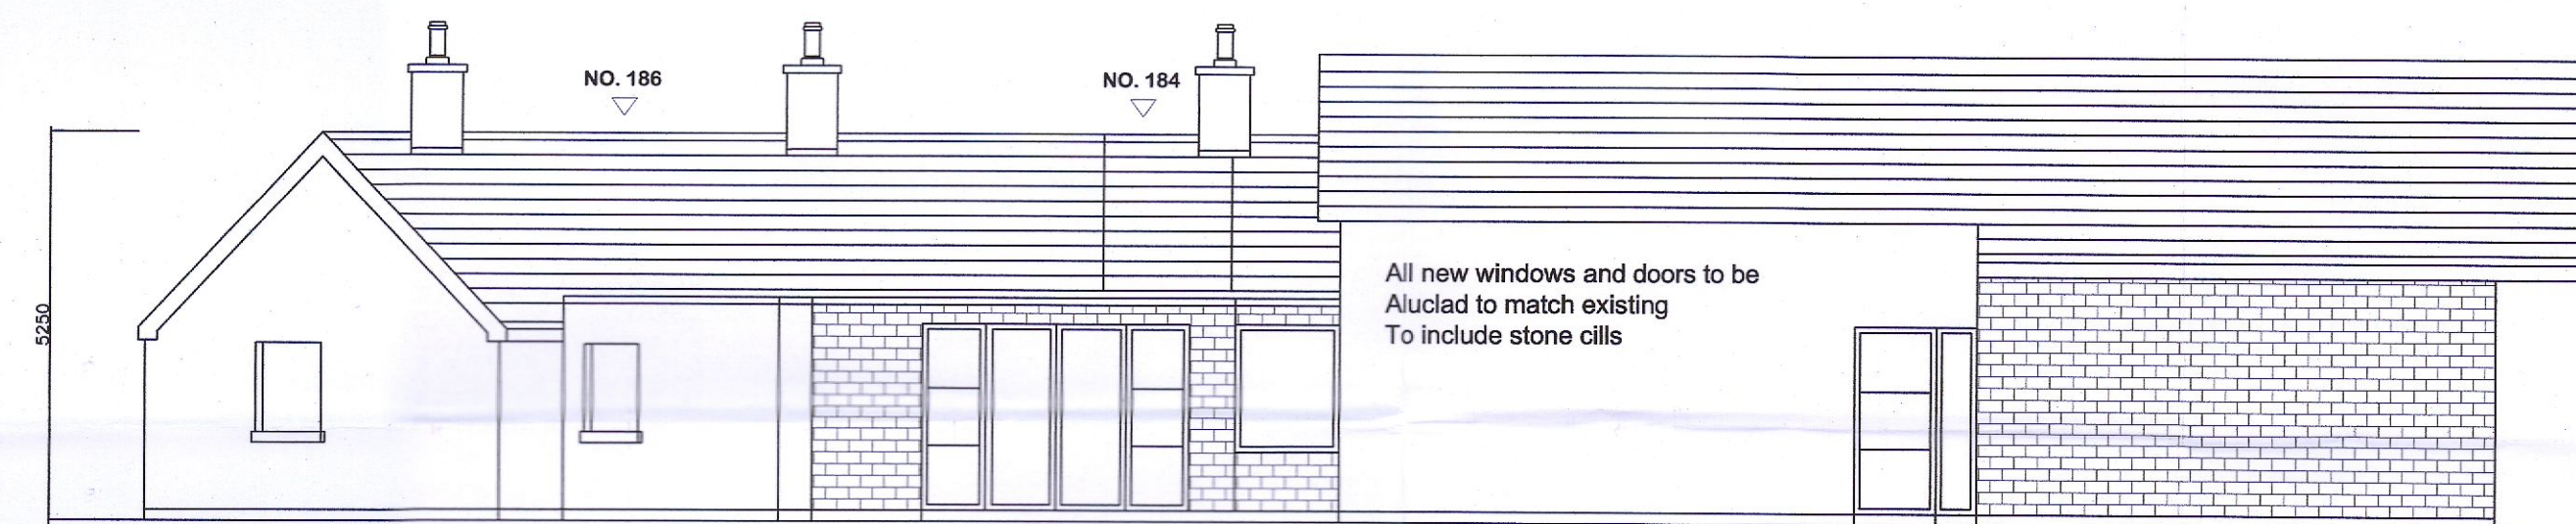 NO. 186
NO. 184
5250
All new windows and doors to be
Aluclad to match existing
To include stone cills